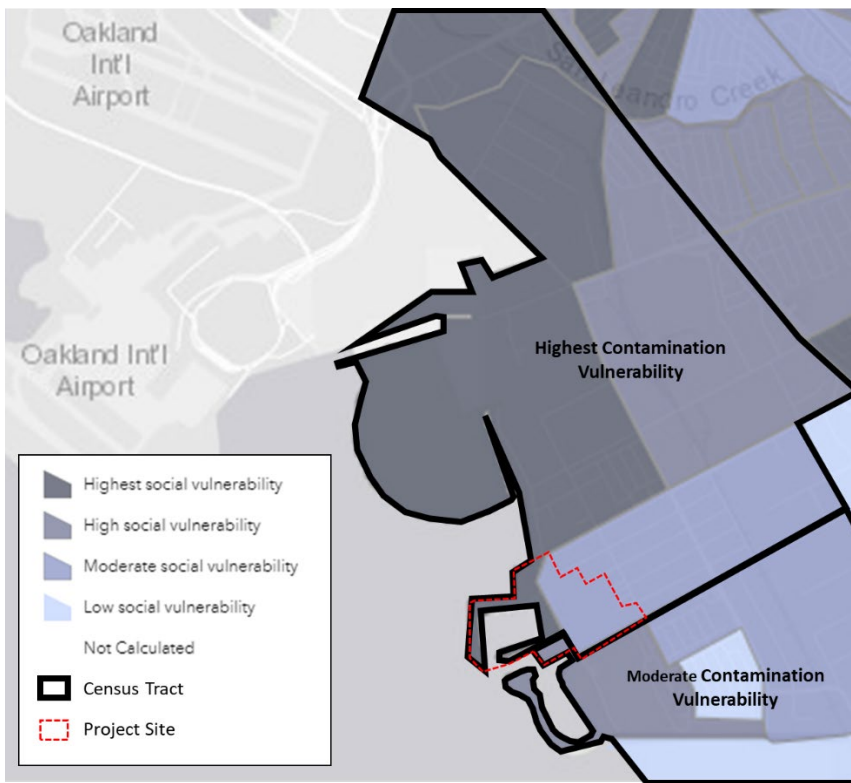 Oakland
Int'l
Airport
San Leandro Creek
Oakland Int'l
Airport
Highest Contamination
Vulnerability
Highest social vulnerability
High social vulnerability
Moderate social vulnerability
Low social vulnerability
Not Calculated
Census Tract
Project Site
Moderate Contamination
Vulnerability